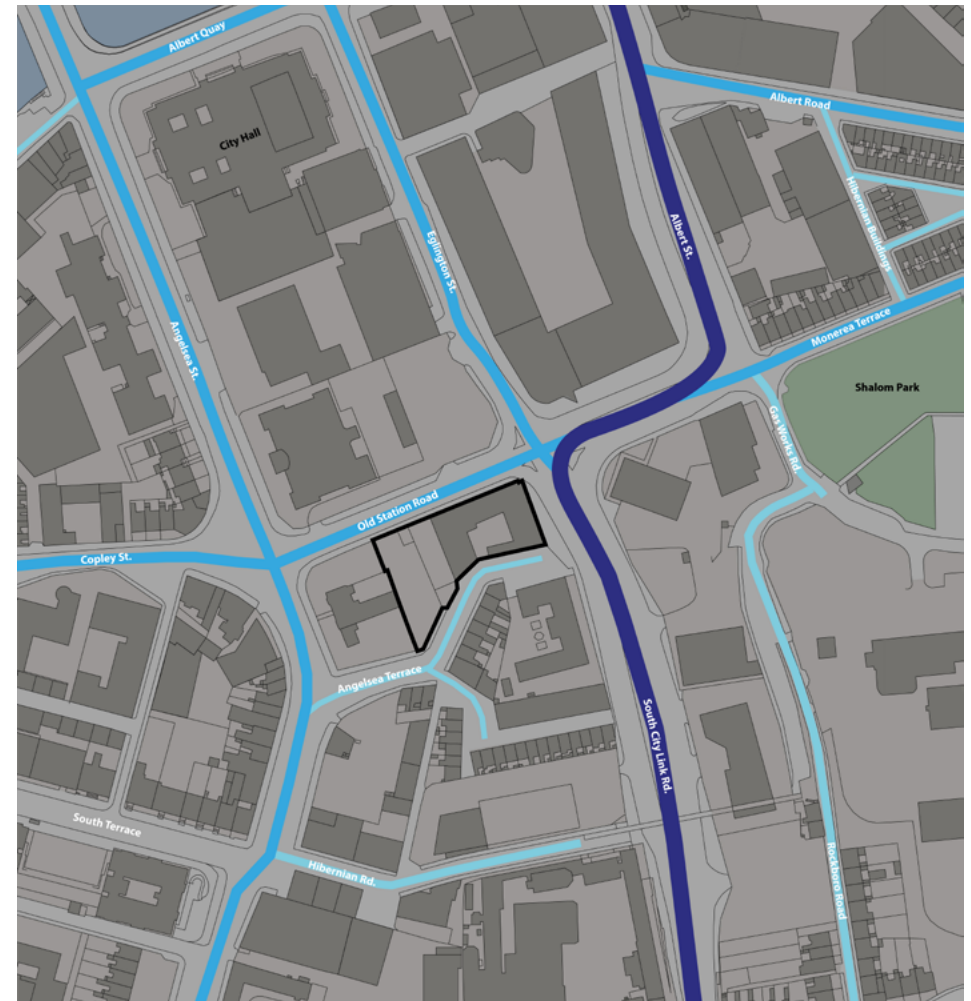 Albert Quay
City Hall
Albert Road
Hibernian Buildings
Albert St.
Eglington St.
Angelsea St.
Monerea Terrace
Shalom Park
Gas Works Rd.
Old Station Road
Copley St.
Angelsea Terrace
South City Link Rd.
South Terrace
Hibernian Rd.
Rockboro Road